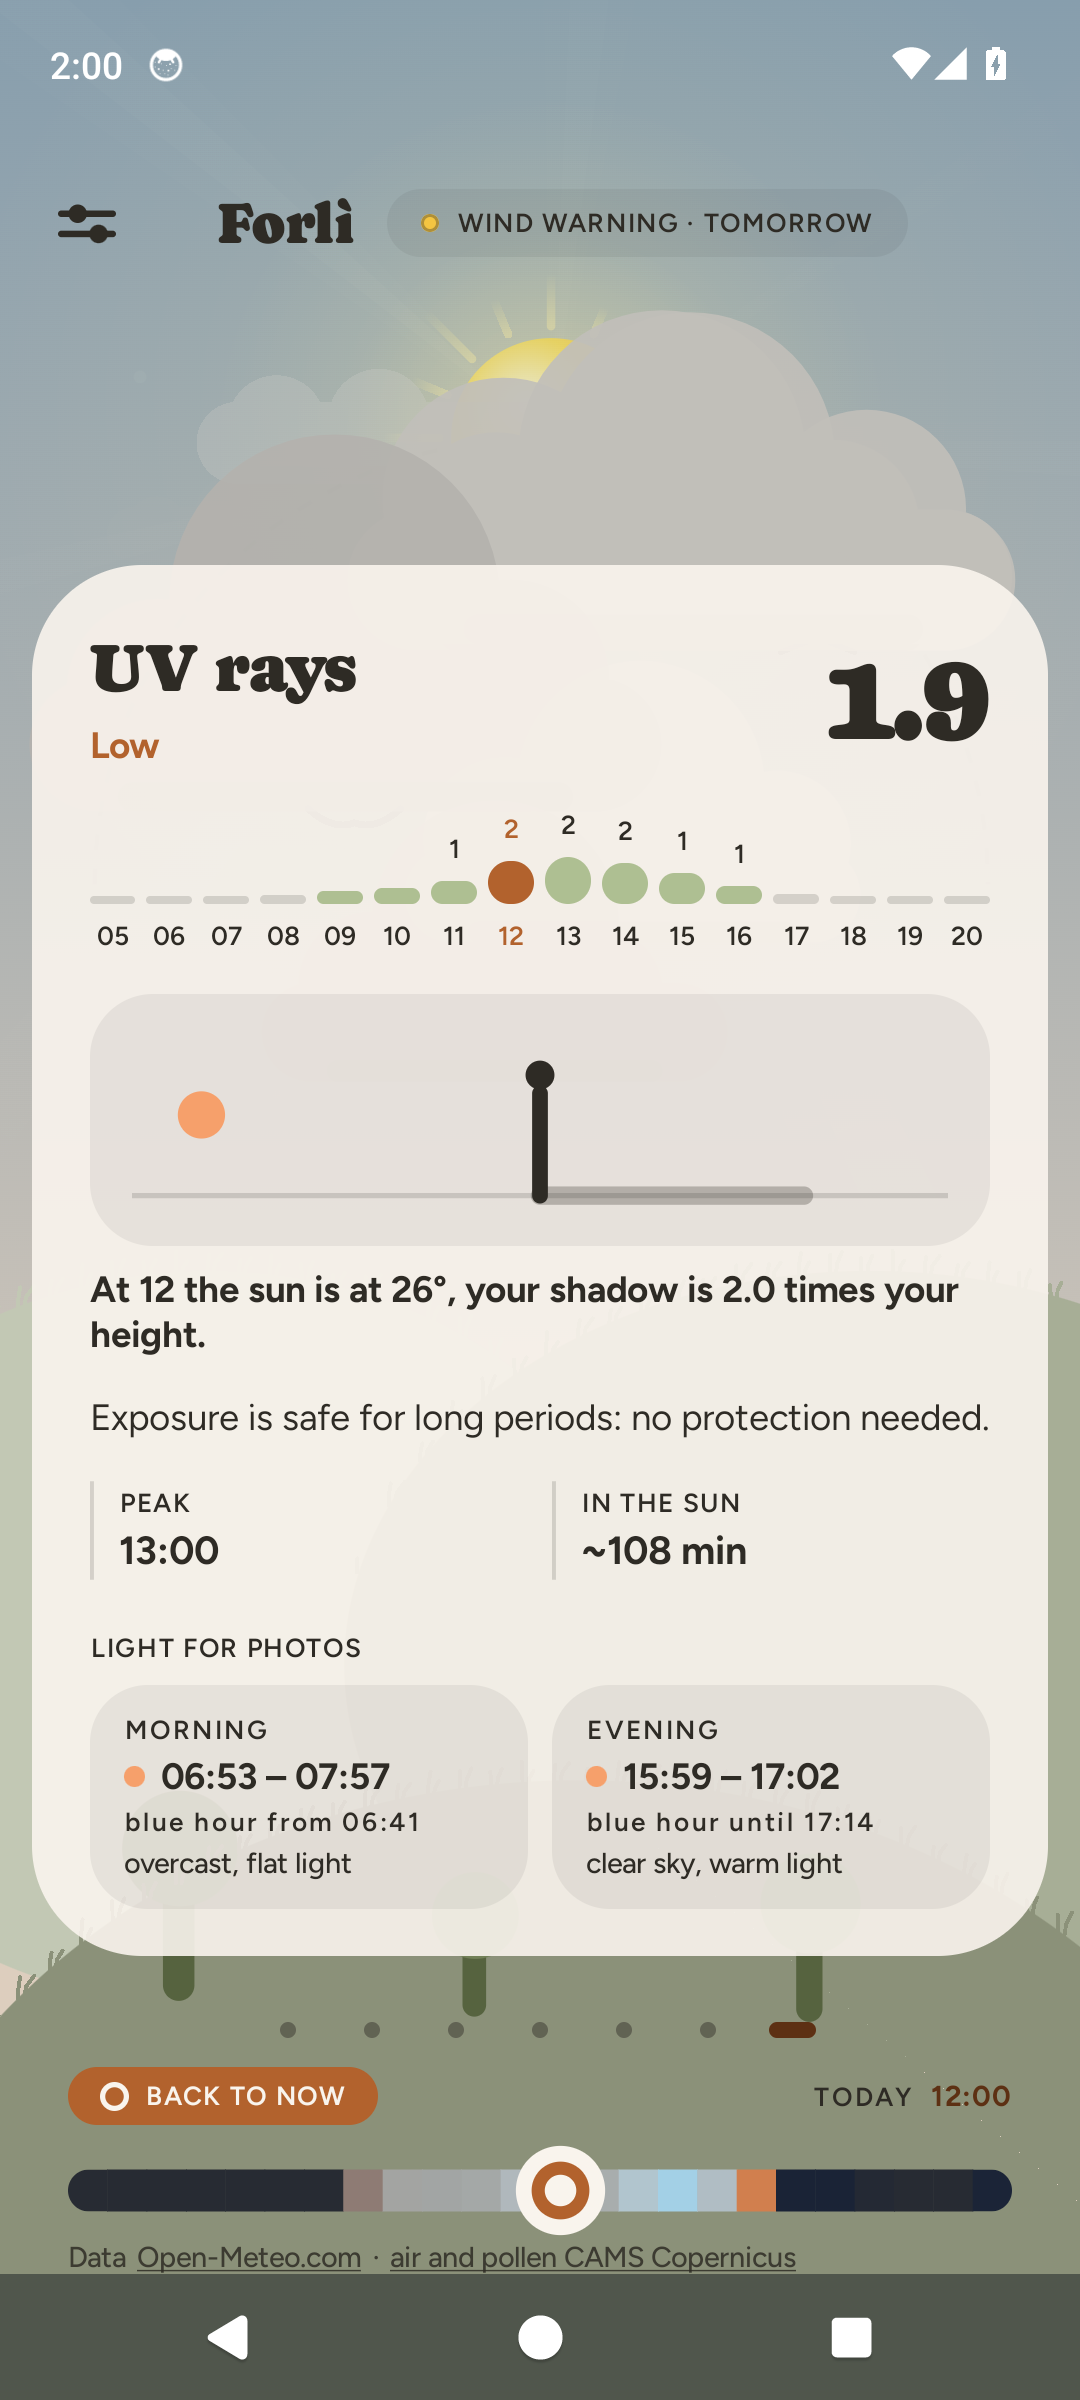 2:00
Forlì
WIND WARNING · TOMORROW
UV rays
1.9
Low
1 2 2 2 1 1
05 06 07 08 09 10 11 12 13 14 15 16 17 18 19 20
At 12 the sun is at 26°, your shadow is 2.0 times your
height.
Exposure is safe for long periods: no protection needed.
PEAK
13:00
IN THE SUN
~108 min
LIGHT FOR PHOTOS
MORNING
06:53 – 07:57
blue hour from 06:41
overcast, flat light
EVENING
15:59 – 17:02
blue hour until 17:14
clear sky, warm light
BACK TO NOW
TODAY 12:00
Data Open-Meteo.com · air and pollen CAMS Copernicus